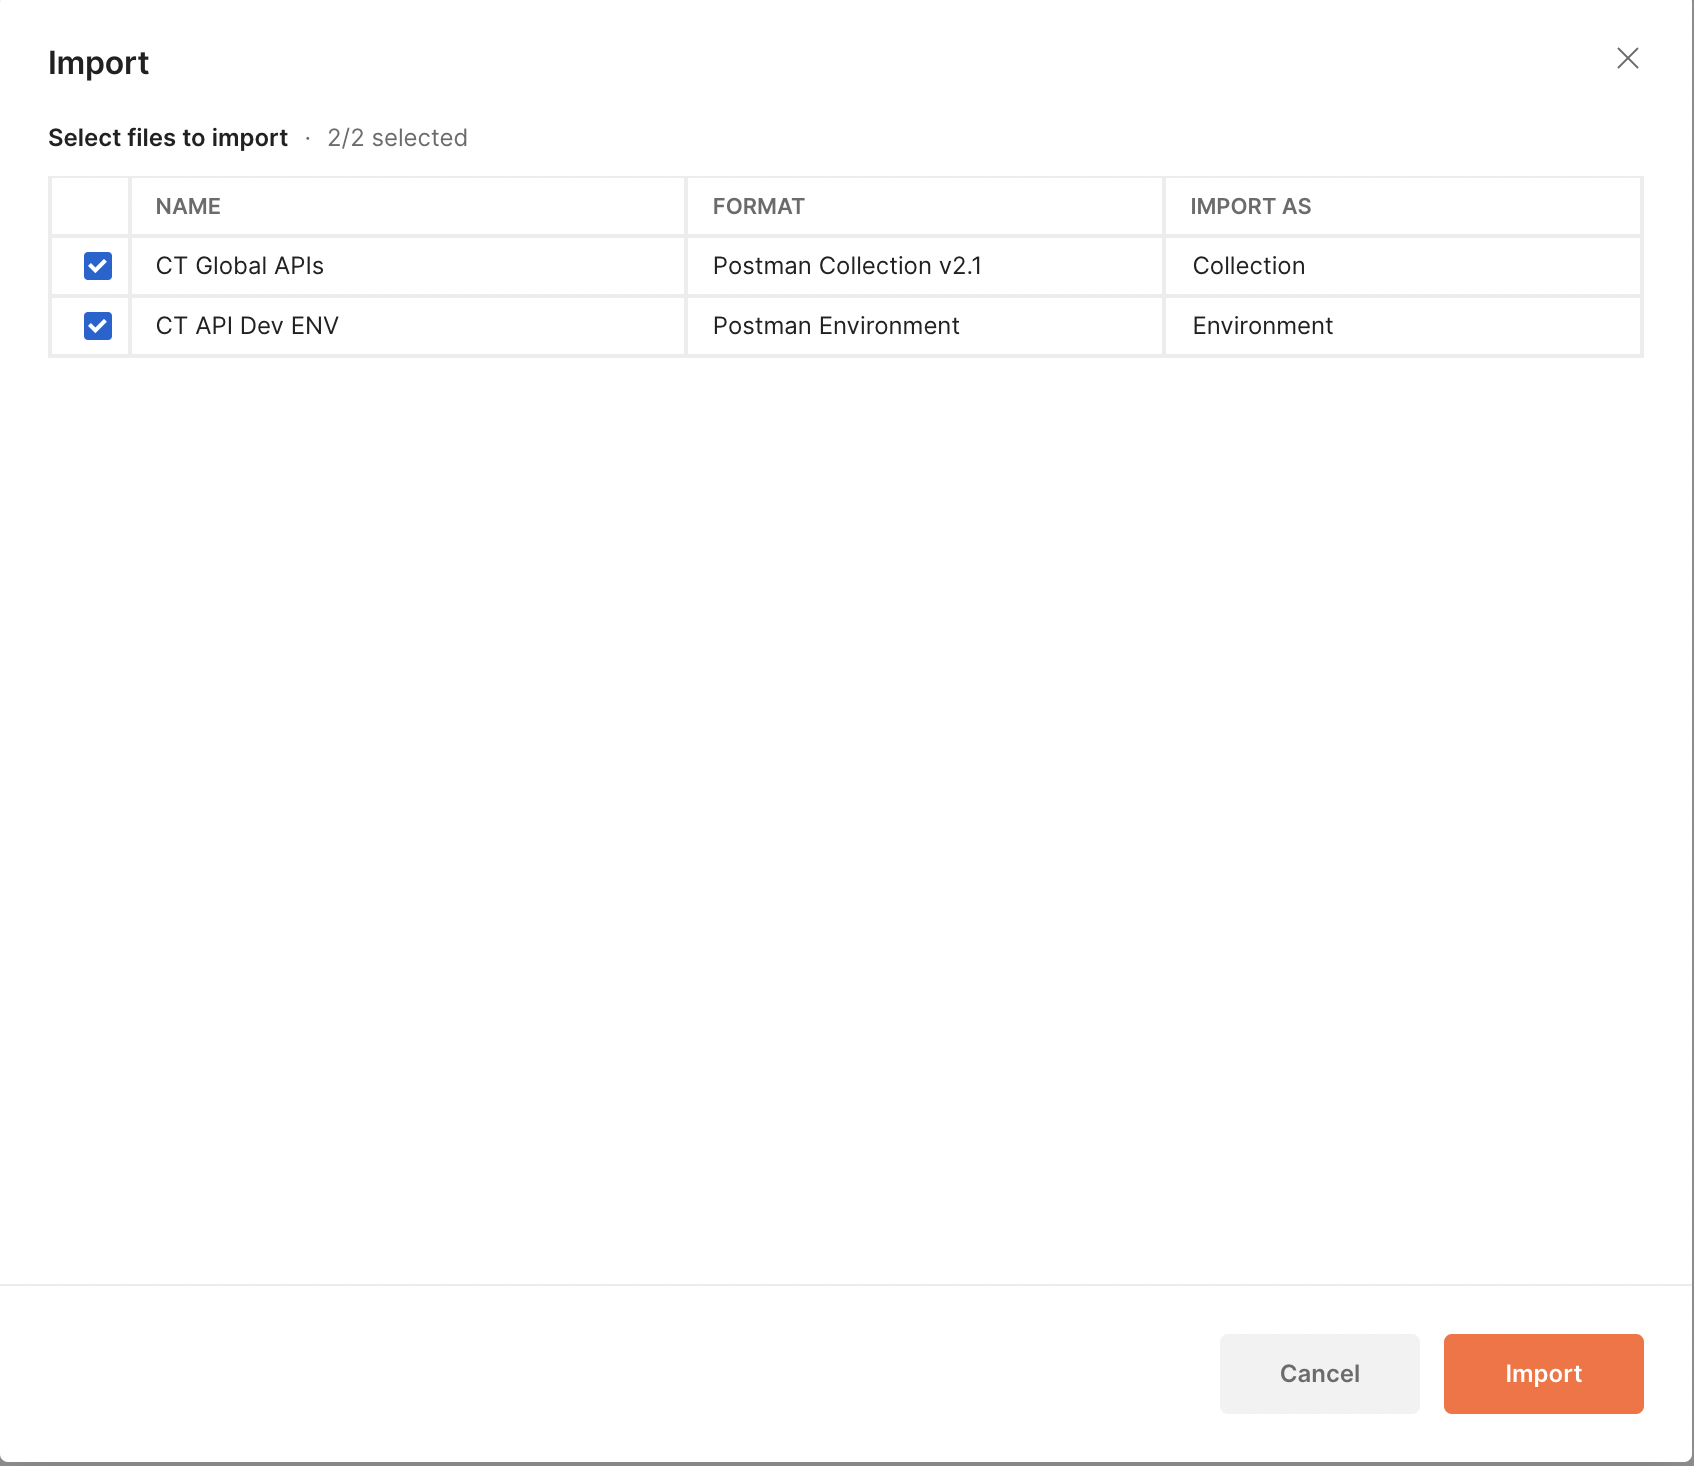 Import
Select files to import · 2/2 selected
NAME FORMAT IMPORT AS
CT Global APIs Postman Collection v2.1 Collection
CT API Dev ENV Postman Environment Environment
Cancel Import